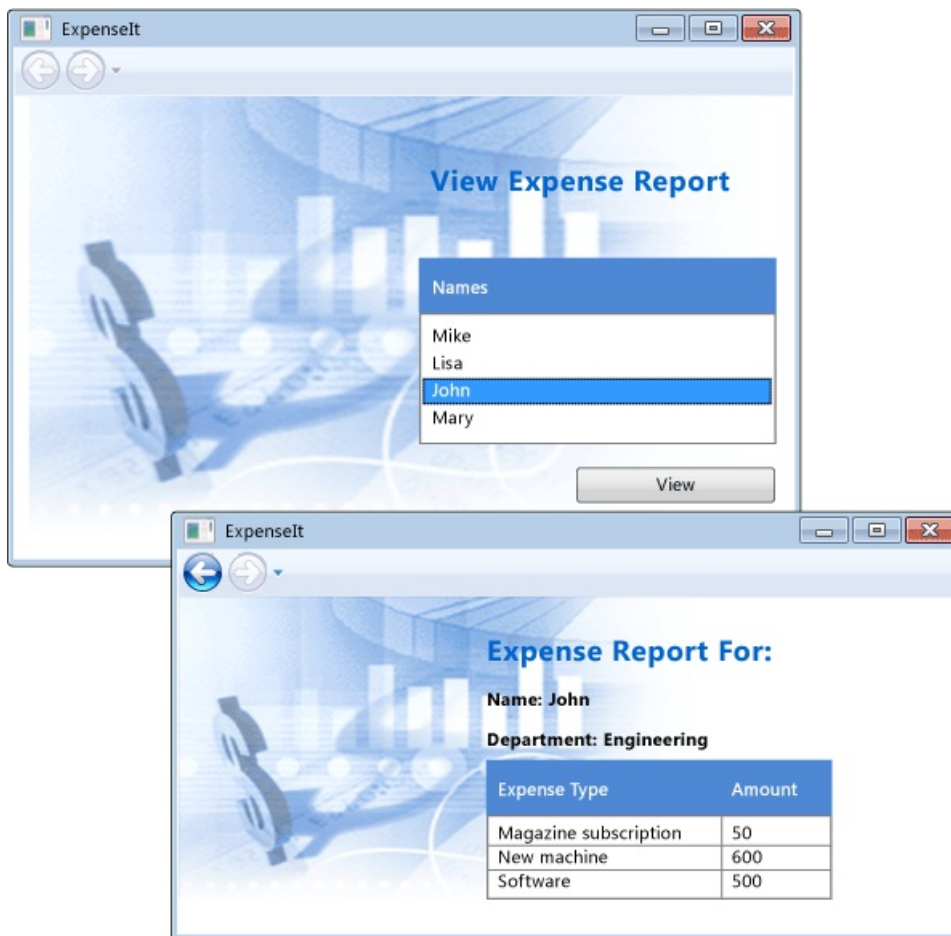 ExpenseIt
View Expense Report
Names
Mike
Lisa
John
Mary
View
ExpenseIt
Expense Report For:
Name: John
Department: Engineering
Expense Type Amount
Magazine subscription 50
New machine 600
Software 500